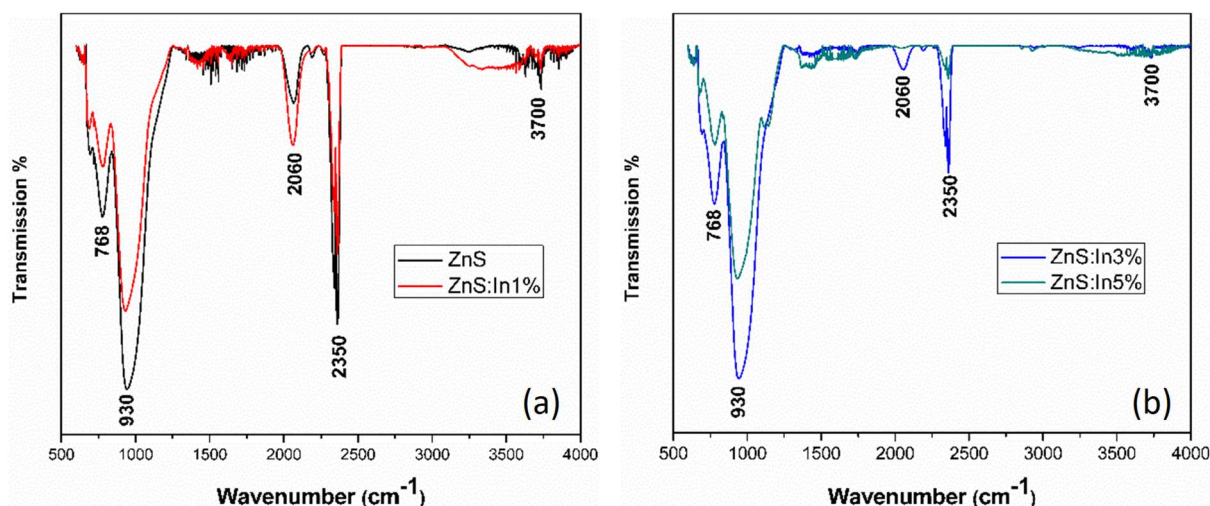 Transmission %
768
930
2060
2350
3700
ZnS
ZnS:In1%
(a)
500 1000 1500 2000 2500 3000 3500 4000
Wavenumber (cm-1)
Transmission %
768
930
2060
2350
3700
ZnS:In3%
ZnS:In5%
(b)
500 1000 1500 2000 2500 3000 3500 4000
Wavenumber (cm-1)